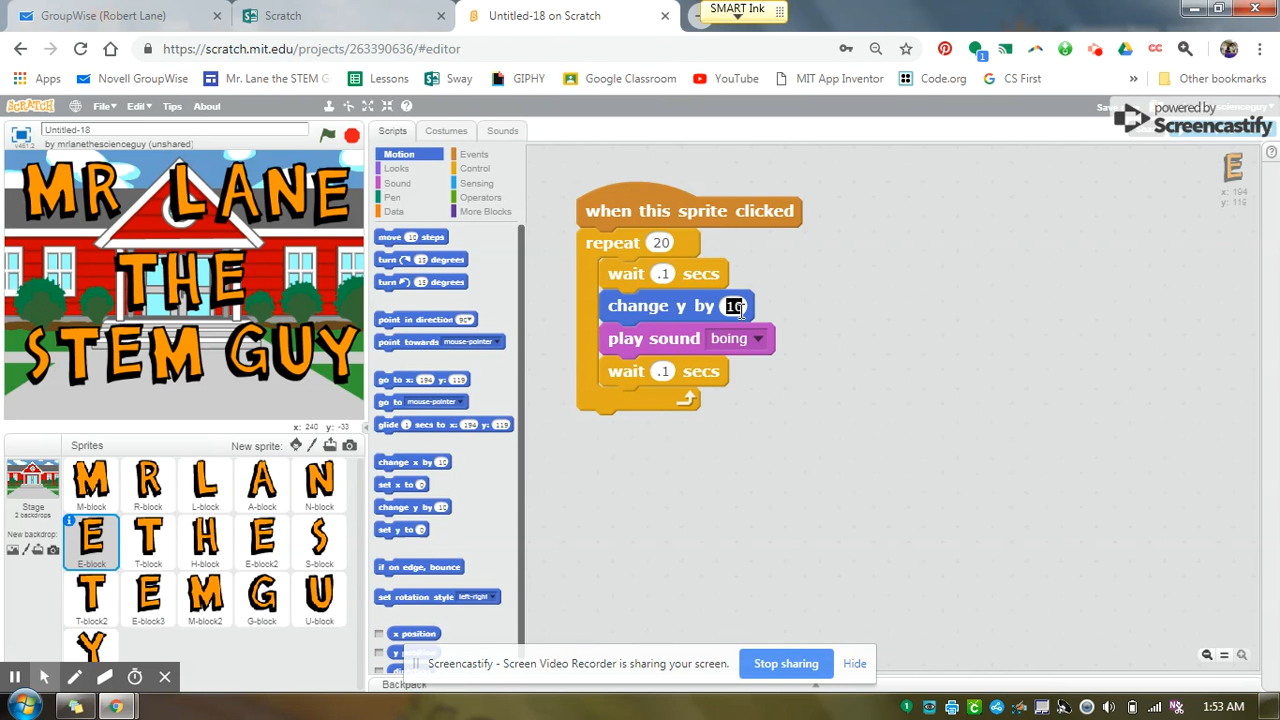 GroupWise (Robert Lane)
Scratch
Untitled-18 on Scratch
SMART Ink
https://scratch.mit.edu/projects/263390636/#editor
Apps
Novell GroupWise
Mr. Lane the STEM G
Lessons
Sway
GIPHY
Google Classroom
YouTube
MIT App Inventor
Code.org
CS First
Other bookmarks
SCRATCH
File
Edit
Tips
About
powered by
Screencastify
Untitled-18
by mrlanethescienceguy (unshared)
v461.2
MR LANE
THE
STEM GUY
x: 240 y: -33
Scripts
Costumes
Sounds
Motion
Looks
Sound
Pen
Data
Events
Control
Sensing
Operators
More Blocks
move 10 steps
turn 15 degrees
turn 15 degrees
point in direction 90
point towards mouse-pointer
go to x: 194 y: 119
go to mouse-pointer
glide 1 secs to x: 194 y: 119
change x by 10
set x to 0
change y by 10
set y to 0
if on edge, bounce
set rotation style left-right
x position
when this sprite clicked
repeat 20
wait .1 secs
change y by 10
play sound boing
wait .1 secs
E
x: 194
y: 119
Sprites
New sprite:
Stage
2 backdrops
New backdrop:
M-block
R-block
L-block
A-block
N-block
E-block
T-block
H-block
E-block2
S-block
T-block2
E-block3
M-block2
G-block
U-block
Screencastify - Screen Video Recorder is sharing your screen.
Stop sharing
Hide
Backpack
1:53 AM